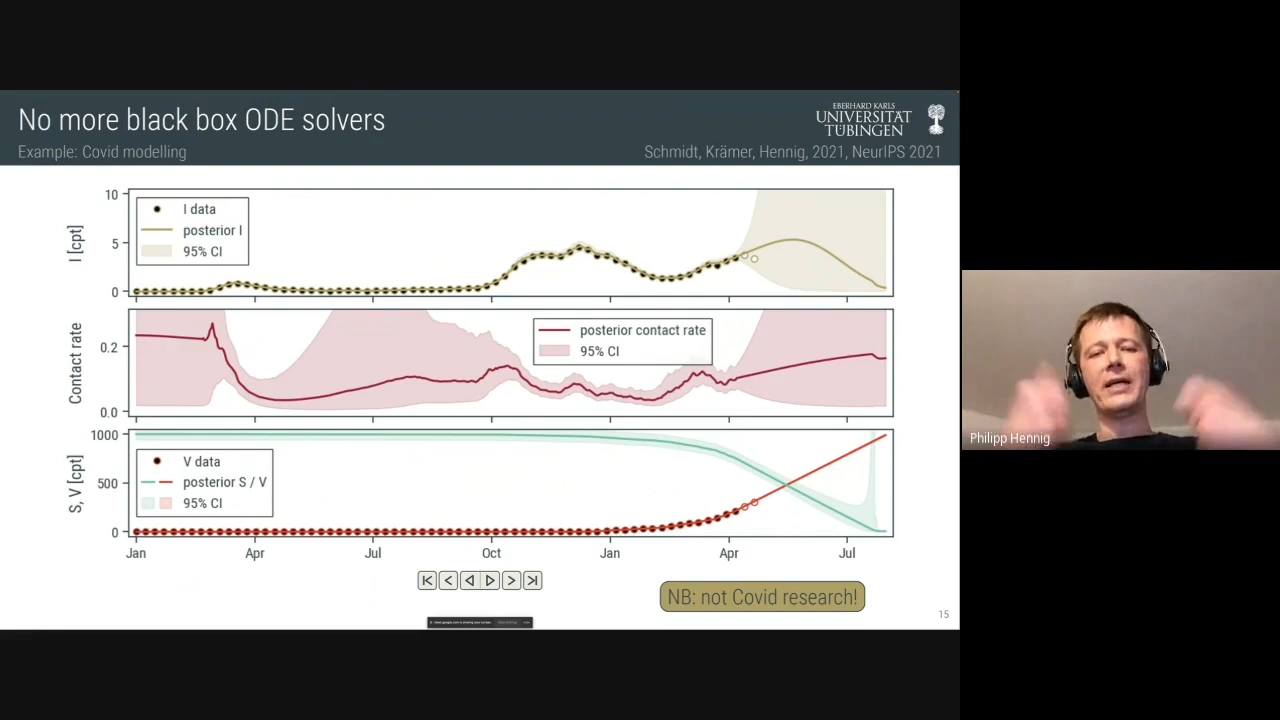 No more black box ODE solvers
EBERHARD KARLS
UNIVERSITÄT
TÜBINGEN
Example: Covid modelling
Schmidt, Krämer, Hennig, 2021, NeurIPS 2021
I [cpt]
10
5
0
I data
posterior I
95% CI
Contact rate
0.2
0.0
posterior contact rate
95% CI
S, V [cpt]
1000
500
0
V data
posterior S / V
95% CI
Jan Apr Jul Oct Jan Apr Jul
NB: not Covid research!
15
Philipp Hennig